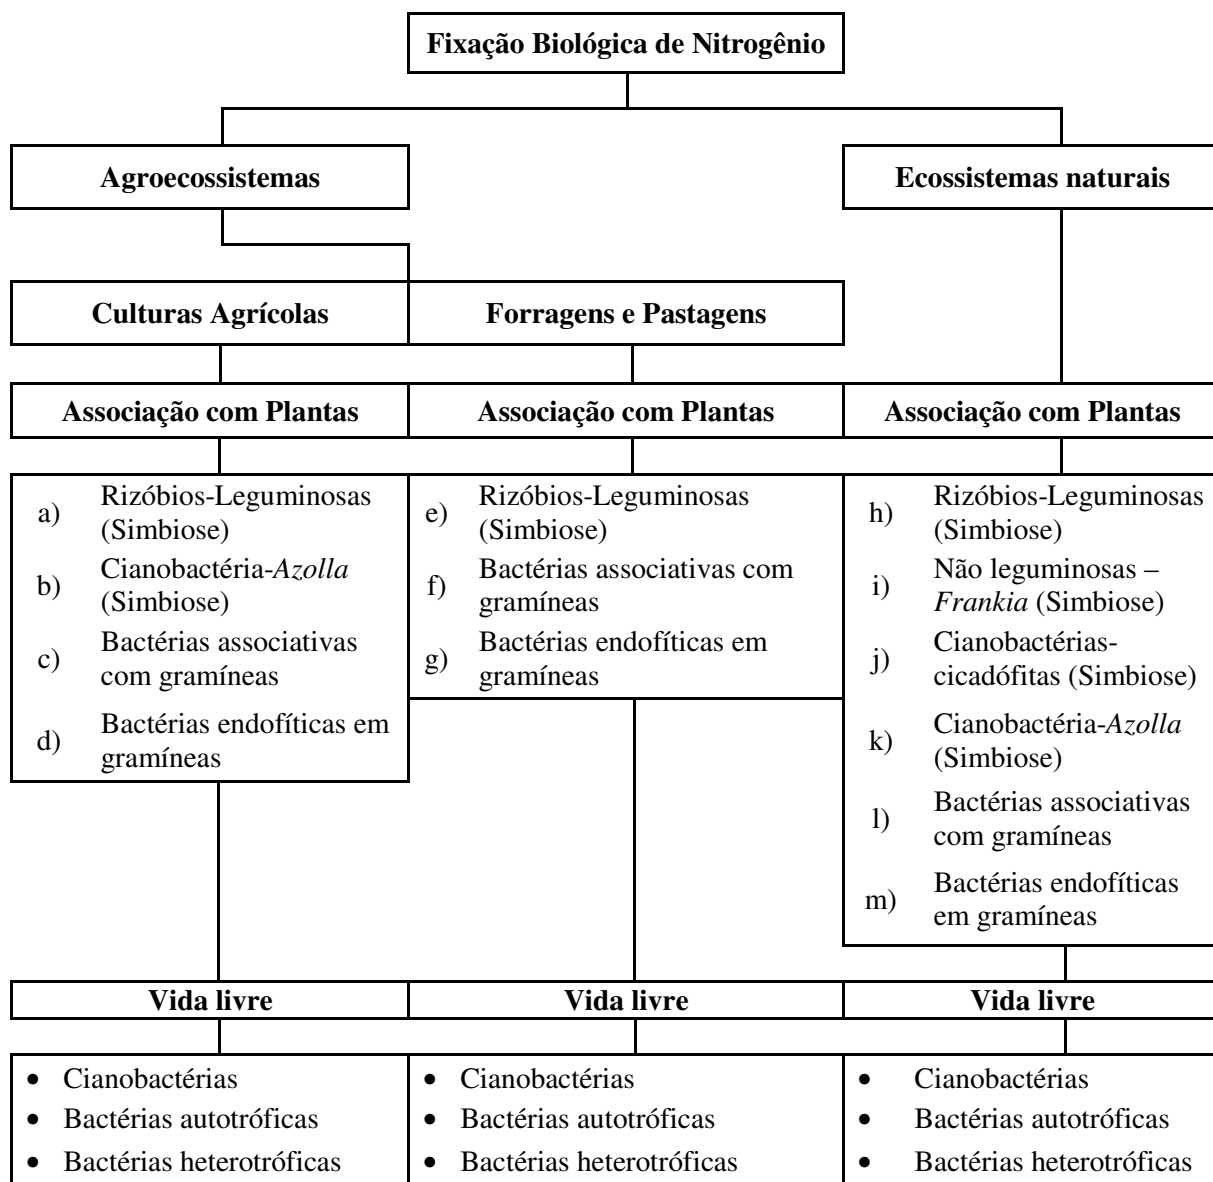 Fixação Biológica de Nitrogênio
Agroecossistemas
Ecossistemas naturais
Culturas Agrícolas
Forragens e Pastagens
Associação com Plantas
Associação com Plantas
Associação com Plantas
a) Rizóbios-Leguminosas
(Simbiose)
b) Cianobactéria-Azolla
(Simbiose)
c) Bactérias associativas
com gramíneas
d) Bactérias endofíticas em
gramíneas
e) Rizóbios-Leguminosas
(Simbiose)
f) Bactérias associativas com
gramíneas
g) Bactérias endofíticas em
gramíneas
h) Rizóbios-Leguminosas
(Simbiose)
i) Não leguminosas –
Frankia (Simbiose)
j) Cianobactérias-
cicadófitas (Simbiose)
k) Cianobactéria-Azolla
(Simbiose)
l) Bactérias associativas
com gramíneas
m) Bactérias endofíticas
em gramíneas
Vida livre
Vida livre
Vida livre
• Cianobactérias
• Bactérias autotróficas
• Bactérias heterotróficas
• Cianobactérias
• Bactérias autotróficas
• Bactérias heterotróficas
• Cianobactérias
• Bactérias autotróficas
• Bactérias heterotróficas